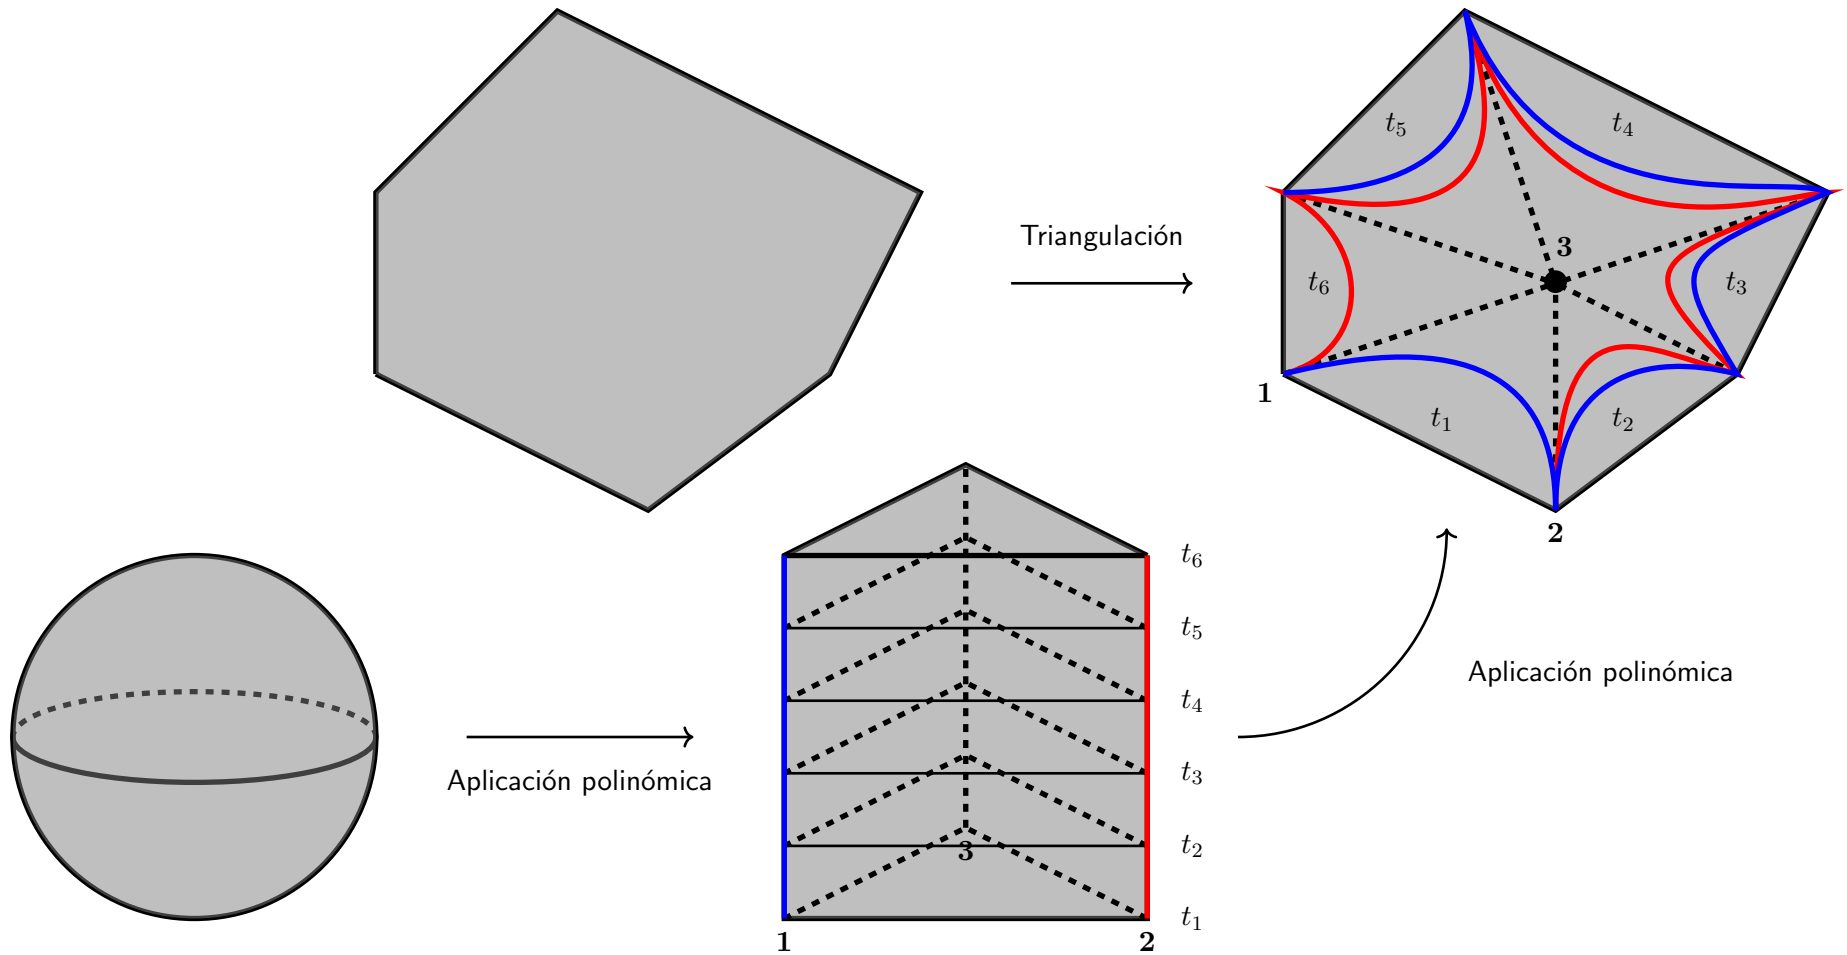 t₅
t₄
Triangulación
3
t₆
t₃
1
t₁
t₂
2
t₆
t₅
Aplicación polinómica
t₄
Aplicación polinómica
t₃
3
t₂
t₁
1
2